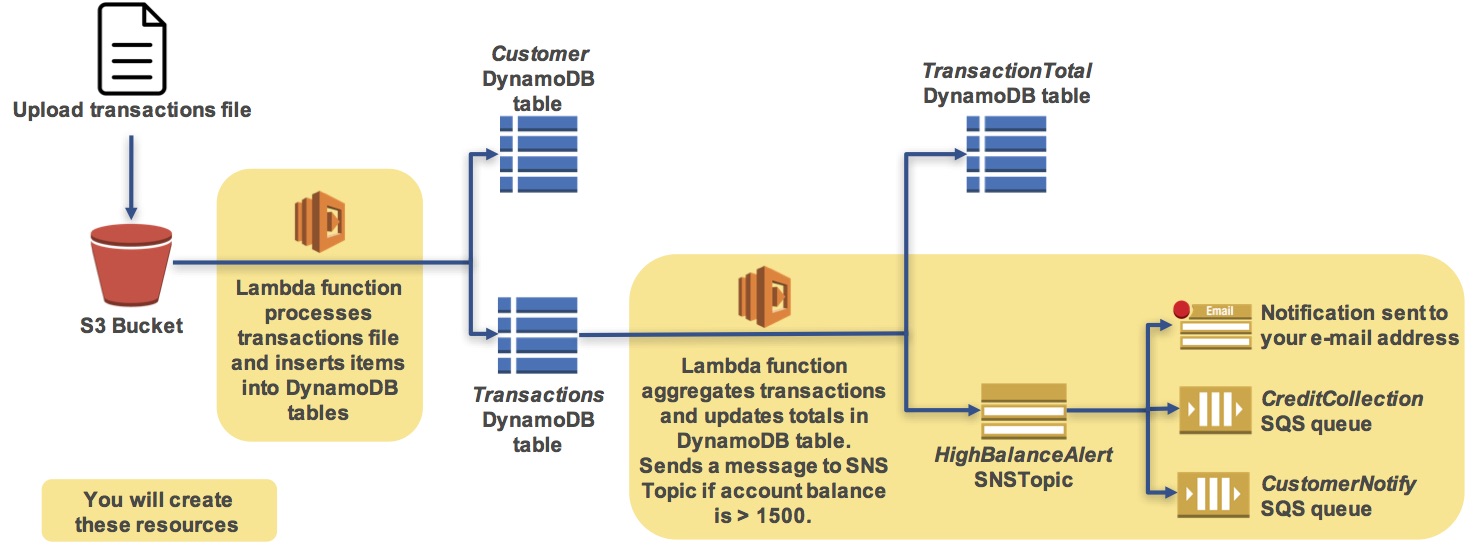 Upload transactions file
S3 Bucket
Lambda function
processes
transactions file
and inserts items
into DynamoDB
tables
Customer
DynamoDB
table
Transactions
DynamoDB
table
TransactionTotal
DynamoDB table
Lambda function
aggregates transactions
and updates totals in
DynamoDB table.
Sends a message to SNS
Topic if account balance
is > 1500.
HighBalanceAlert
SNSTopic
Email
Notification sent to
your e-mail address
CreditCollection
SQS queue
CustomerNotify
SQS queue
You will create
these resources